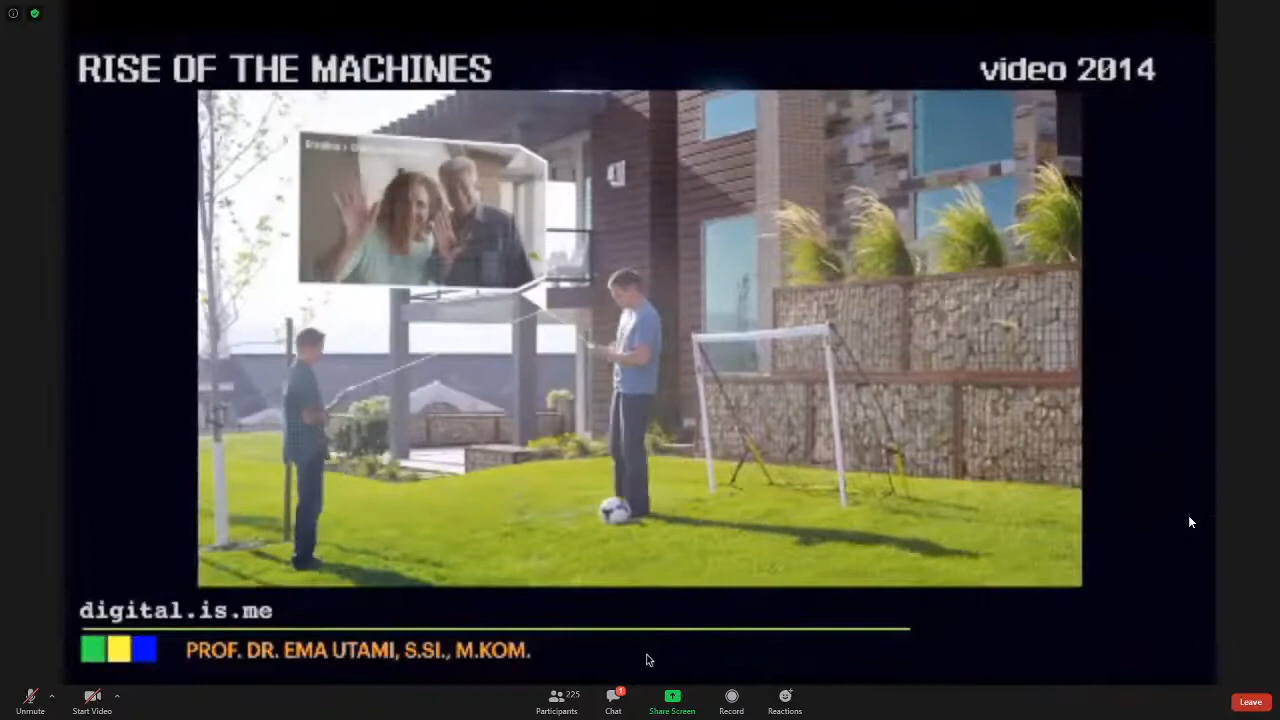 RISE OF THE MACHINES
video 2014
digital.is.me
PROF. DR. EMA UTAMI, S.SI., M.KOM.
Unmute
Start Video
225
Participants
1
Chat
Share Screen
Record
Reactions
Leave